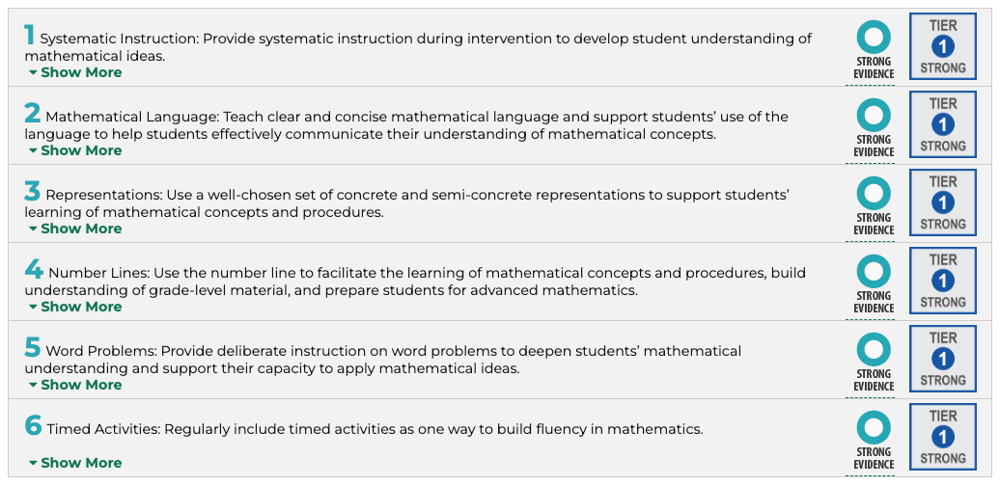 1 Systematic Instruction: Provide systematic instruction during intervention to develop student understanding of
mathematical ideas.
Show More
STRONG
EVIDENCE
TIER
1
STRONG
2 Mathematical Language: Teach clear and concise mathematical language and support students’ use of the
language to help students effectively communicate their understanding of mathematical concepts.
Show More
STRONG
EVIDENCE
TIER
1
STRONG
3 Representations: Use a well-chosen set of concrete and semi-concrete representations to support students’
learning of mathematical concepts and procedures.
Show More
STRONG
EVIDENCE
TIER
1
STRONG
4 Number Lines: Use the number line to facilitate the learning of mathematical concepts and procedures, build
understanding of grade-level material, and prepare students for advanced mathematics.
Show More
STRONG
EVIDENCE
TIER
1
STRONG
5 Word Problems: Provide deliberate instruction on word problems to deepen students’ mathematical
understanding and support their capacity to apply mathematical ideas.
Show More
STRONG
EVIDENCE
TIER
1
STRONG
6 Timed Activities: Regularly include timed activities as one way to build fluency in mathematics.
Show More
STRONG
EVIDENCE
TIER
1
STRONG